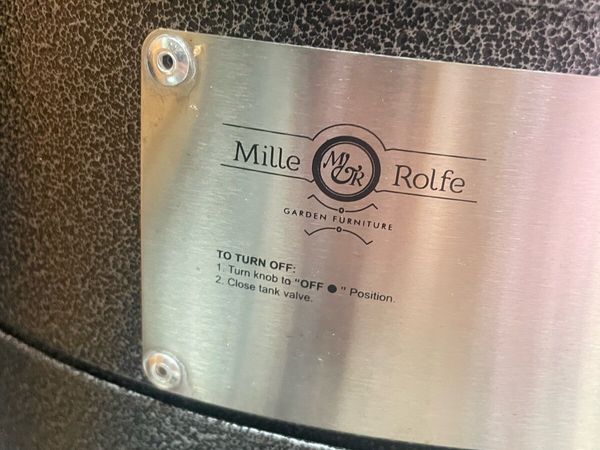 Mille M&R Rolfe
GARDEN FURNITURE
TO TURN OFF:
1. Turn knob to "OFF ● " Position.
2. Close tank valve.